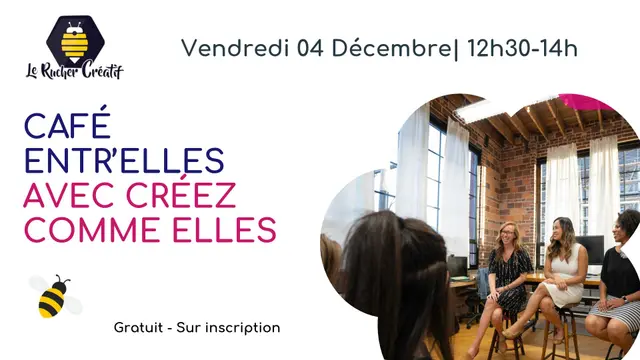 Le Rucher Créatif
Vendredi 04 Décembre| 12h30-14h
CAFÉ
ENTR'ELLES
AVEC CRÉEZ
COMME ELLES
Gratuit - Sur inscription